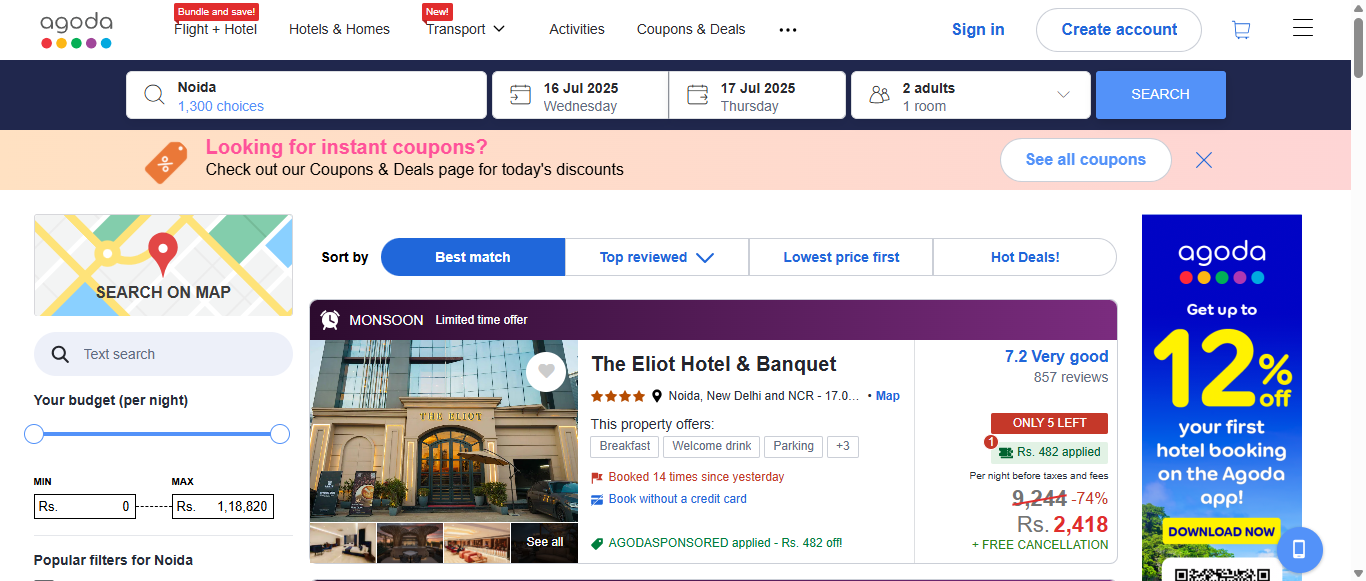 agoda
Bundle and save!
Flight + Hotel
Hotels & Homes
New!
Transport
Activities
Coupons & Deals
Sign in
Create account
Noida
1,300 choices
16 Jul 2025
Wednesday
17 Jul 2025
Thursday
2 adults
1 room
SEARCH
Looking for instant coupons?
Check out our Coupons & Deals page for today's discounts
See all coupons
SEARCH ON MAP
Text search
Your budget (per night)
MIN
MAX
Rs. 0
Rs. 1,18,820
Popular filters for Noida
Sort by
Best match
Top reviewed
Lowest price first
Hot Deals!
MONSOON Limited time offer
THE ELIOT
See all
The Eliot Hotel & Banquet
Noida, New Delhi and NCR - 17.0... • Map
This property offers:
Breakfast
Welcome drink
Parking
+3
Booked 14 times since yesterday
Book without a credit card
AGODASPONSORED applied - Rs. 482 off!
7.2 Very good
857 reviews
ONLY 5 LEFT
1
Rs. 482 applied
Per night before taxes and fees
9,244 -74%
Rs. 2,418
+ FREE CANCELLATION
agoda
Get up to
12% off
your first
hotel booking
on the Agoda
app!
DOWNLOAD NOW